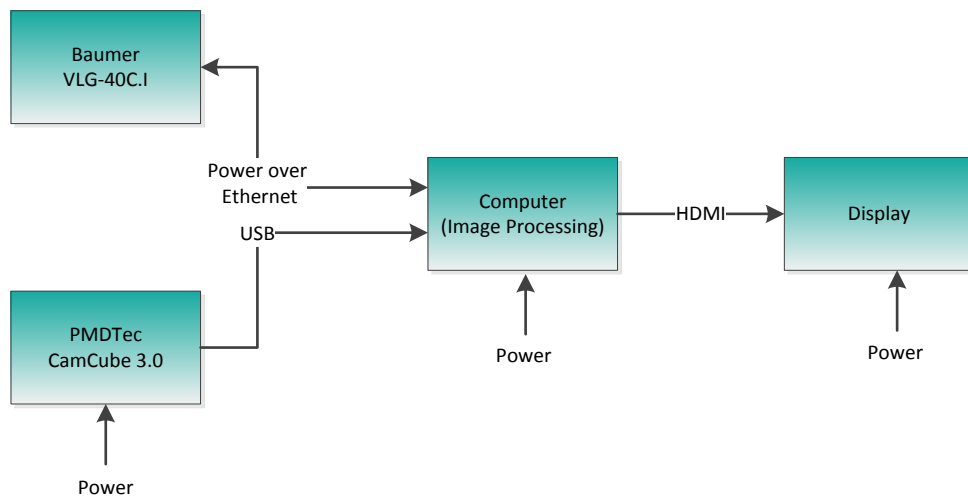 Baumer
VLG-40C.I
Power over
Ethernet
USB
Computer
(Image Processing)
HDMI
Display
PMDTec
CamCube 3.0
Power
Power
Power